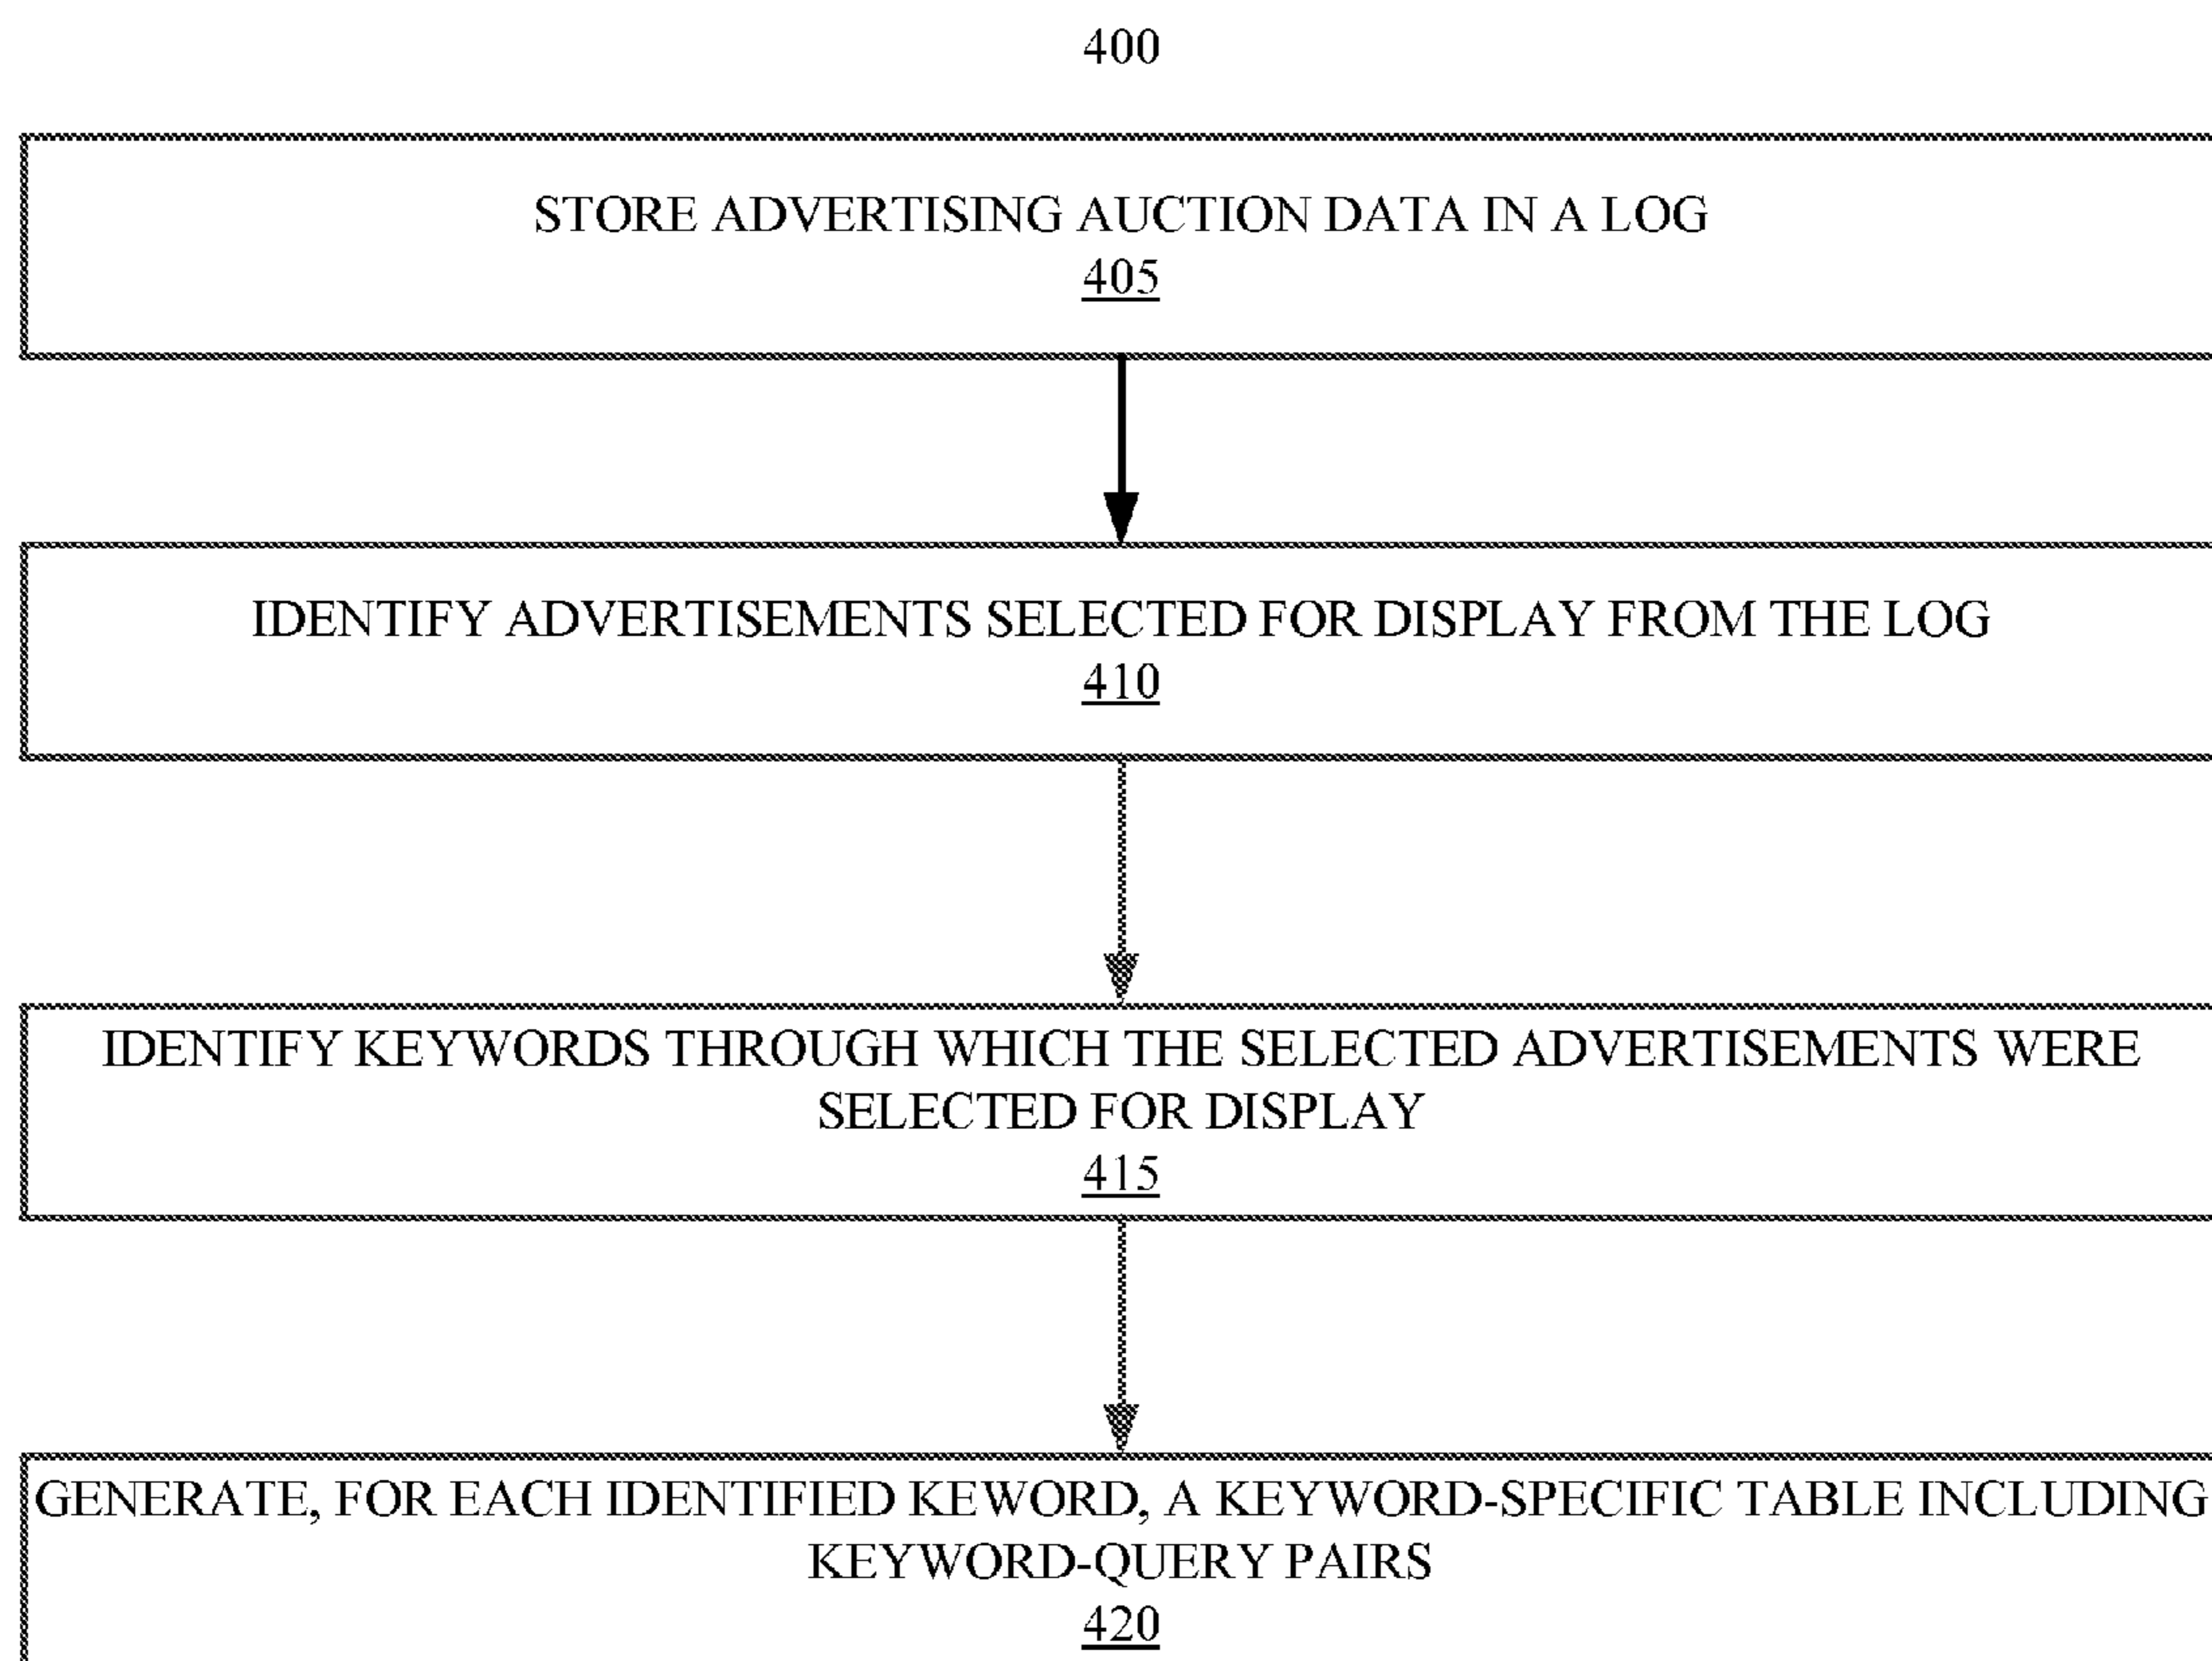 400
STORE ADVERTISING AUCTION DATA IN A LOG
405
IDENTIFY ADVERTISEMENTS SELECTED FOR DISPLAY FROM THE LOG
410
IDENTIFY KEYWORDS THROUGH WHICH THE SELECTED ADVERTISEMENTS WERE
SELECTED FOR DISPLAY
415
GENERATE, FOR EACH IDENTIFIED KEWORD, A KEYWORD-SPECIFIC TABLE INCLUDING
KEYWORD-QUERY PAIRS
420